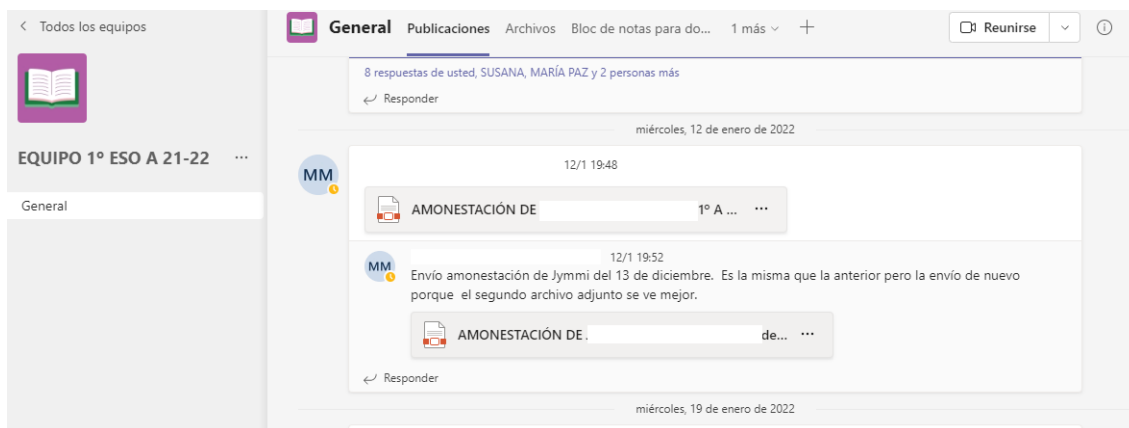 Todos los equipos
General Publicaciones Archivos Bloc de notas para do... 1 más
Reunirse
EQUIPO 1º ESO A 21-22 ...
General
8 respuestas de usted, SUSANA, MARÍA PAZ y 2 personas más
Responder
miércoles, 12 de enero de 2022
MM
12/1 19:48
AMONESTACIÓN DE 1º A ... ...
MM
12/1 19:52
Envío amonestación de Jymmi del 13 de diciembre. Es la misma que la anterior pero la envío de nuevo
porque el segundo archivo adjunto se ve mejor.
AMONESTACIÓN DE . de... ...
Responder
miércoles, 19 de enero de 2022